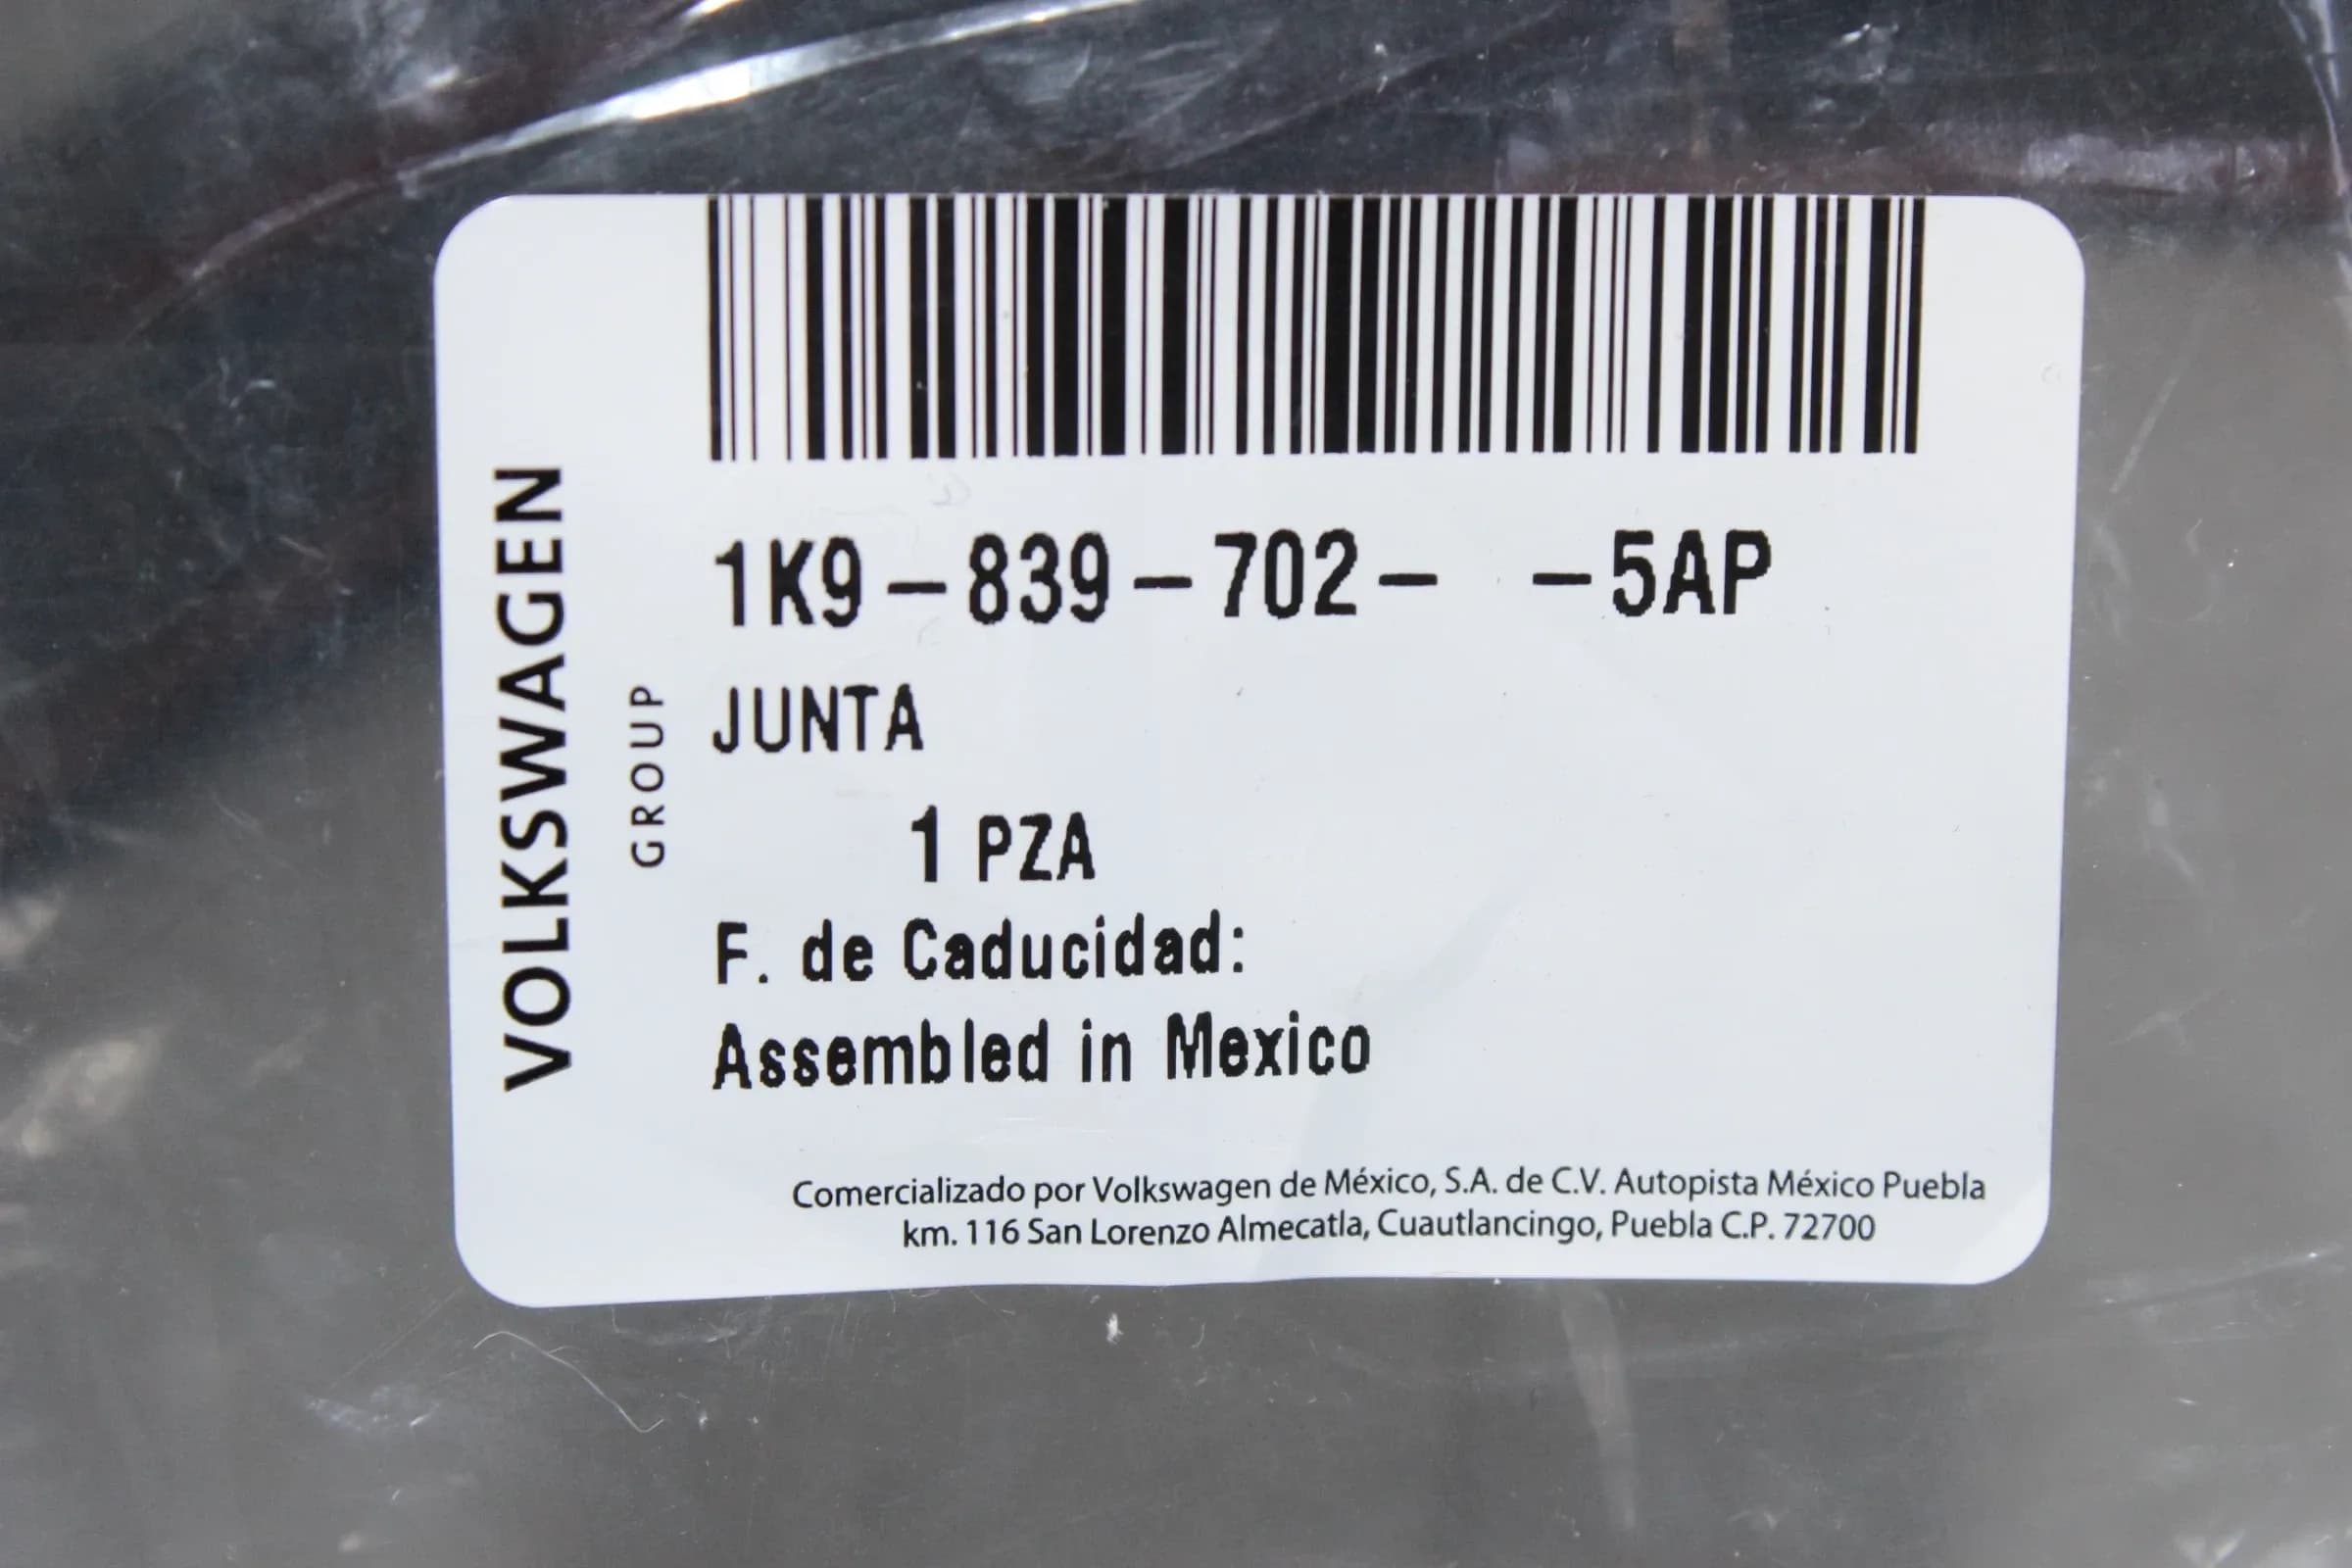 VOLKSWAGEN
GROUP
1K9-839-702- -5AP
JUNTA
1 PZA
F. de Caducidad:
Assembled in Mexico
Comercializado por Volkswagen de México, S.A. de C.V. Autopista México Puebla
km. 116 San Lorenzo Almecatla, Cuautlancingo, Puebla C.P. 72700